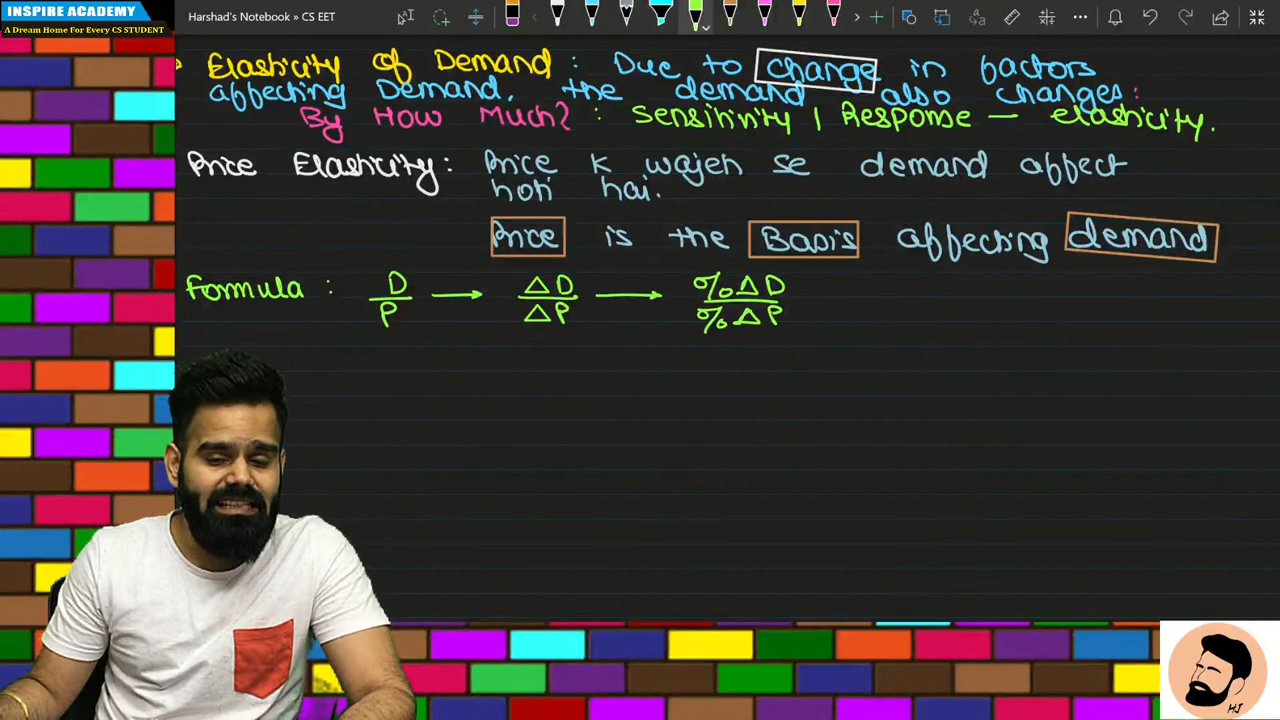 INSPIRE ACADEMY
A Dream Home For Every CS STUDENT
Harshad's Notebook » CS EET
Elasticity of Demand : Due to change in factors
affecting Demand, the demand also changes:
By How Much? : Sensitivity | Response — elasticity.
Price Elasticity: Price k wajeh se demand affect
hoti hai.
Price is the Basis affecting demand
Formula : D/P → ΔD/ΔP → %ΔD/%ΔP
HJ